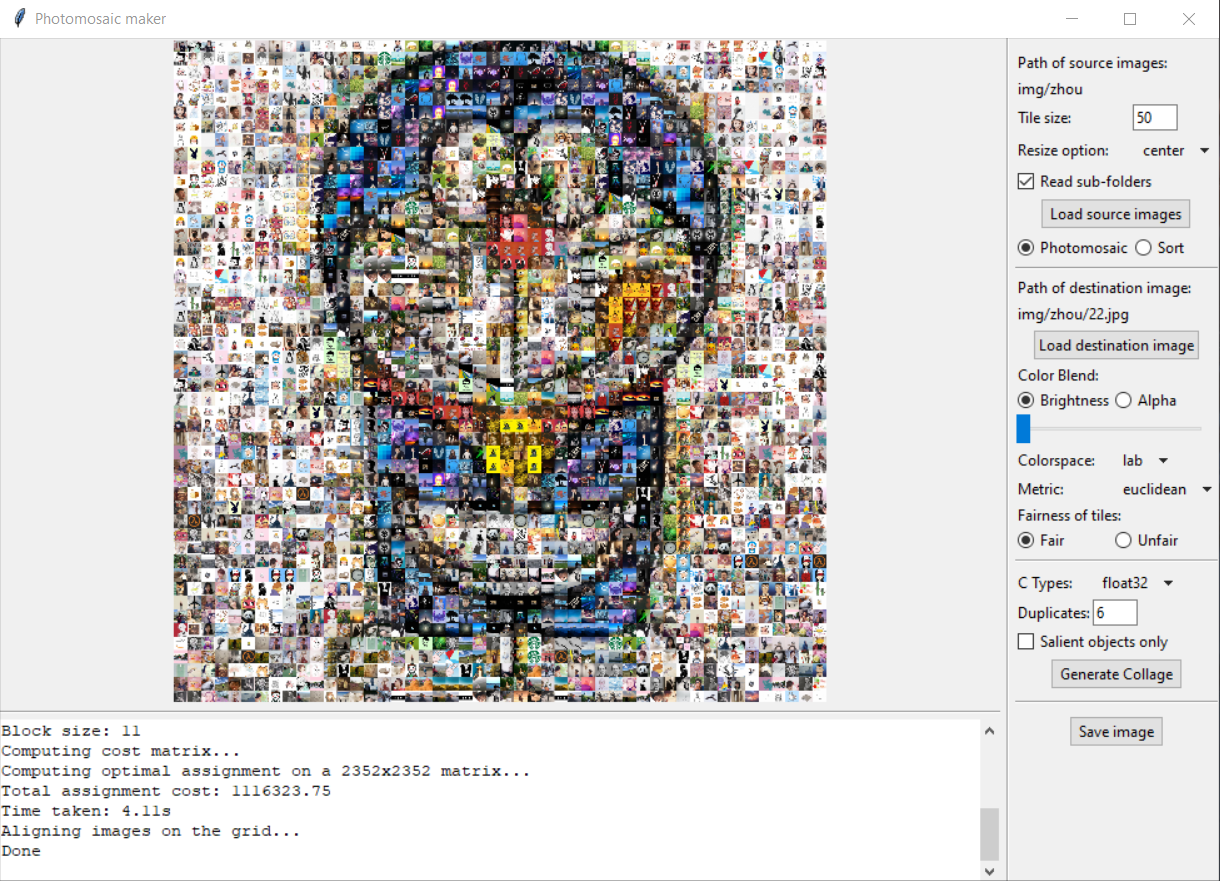 Photomosaic maker
Path of source images:
img/zhou
Tile size: 50
Resize option: center
Read sub-folders
Load source images
Photomosaic Sort
Path of destination image:
img/zhou/22.jpg
Load destination image
Color Blend:
Brightness Alpha
Colorspace: lab
Metric: euclidean
Fairness of tiles:
Fair Unfair
C Types: float32
Duplicates: 6
Salient objects only
Generate Collage
Save image
Block size: 11
Computing cost matrix...
Computing optimal assignment on a 2352x2352 matrix...
Total assignment cost: 1116323.75
Time taken: 4.11s
Aligning images on the grid...
Done